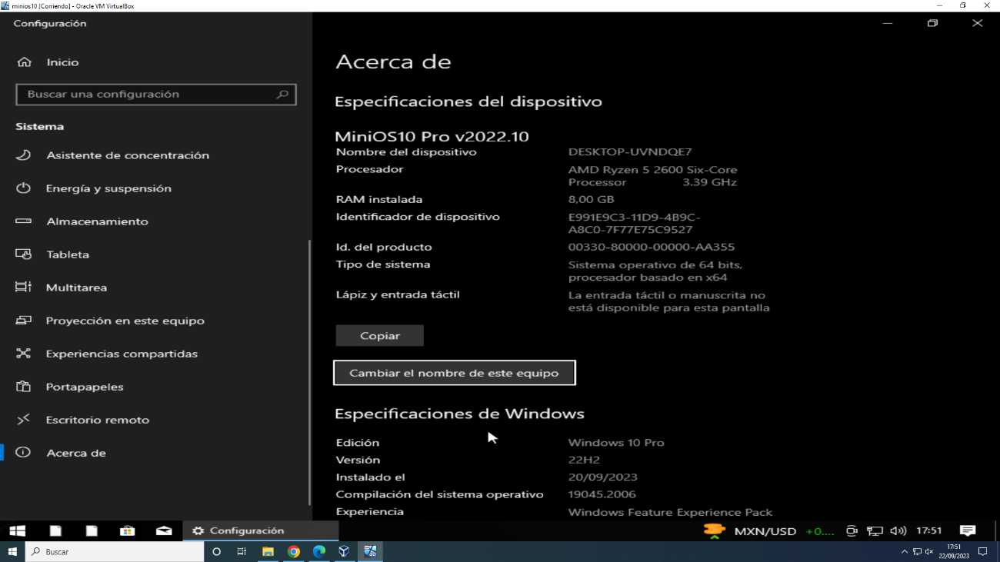 minios10 [Corriendo] - Oracle VM VirtualBox
Configuración
Inicio
Buscar una configuración
Sistema
Asistente de concentración
Energía y suspensión
Almacenamiento
Tableta
Multitarea
Proyección en este equipo
Experiencias compartidas
Portapapeles
Escritorio remoto
Acerca de
Acerca de
Especificaciones del dispositivo
MiniOS10 Pro v2022.10
Nombre del dispositivo DESKTOP-UVNDQE7
Procesador AMD Ryzen 5 2600 Six-Core
Processor 3.39 GHz
RAM instalada 8,00 GB
Identificador de dispositivo E991E9C3-11D9-4B9C-
A8C0-7F77E75C9527
Id. del producto 00330-80000-00000-AA355
Tipo de sistema Sistema operativo de 64 bits,
procesador basado en x64
Lápiz y entrada táctil La entrada táctil o manuscrita no
está disponible para esta pantalla
Copiar
Cambiar el nombre de este equipo
Especificaciones de Windows
Edición Windows 10 Pro
Versión 22H2
Instalado el 20/09/2023
Compilación del sistema operativo 19045.2006
Experiencia Windows Feature Experience Pack
Configuración MXN/USD +0.... 17:51
Buscar 17:51
22/09/2023